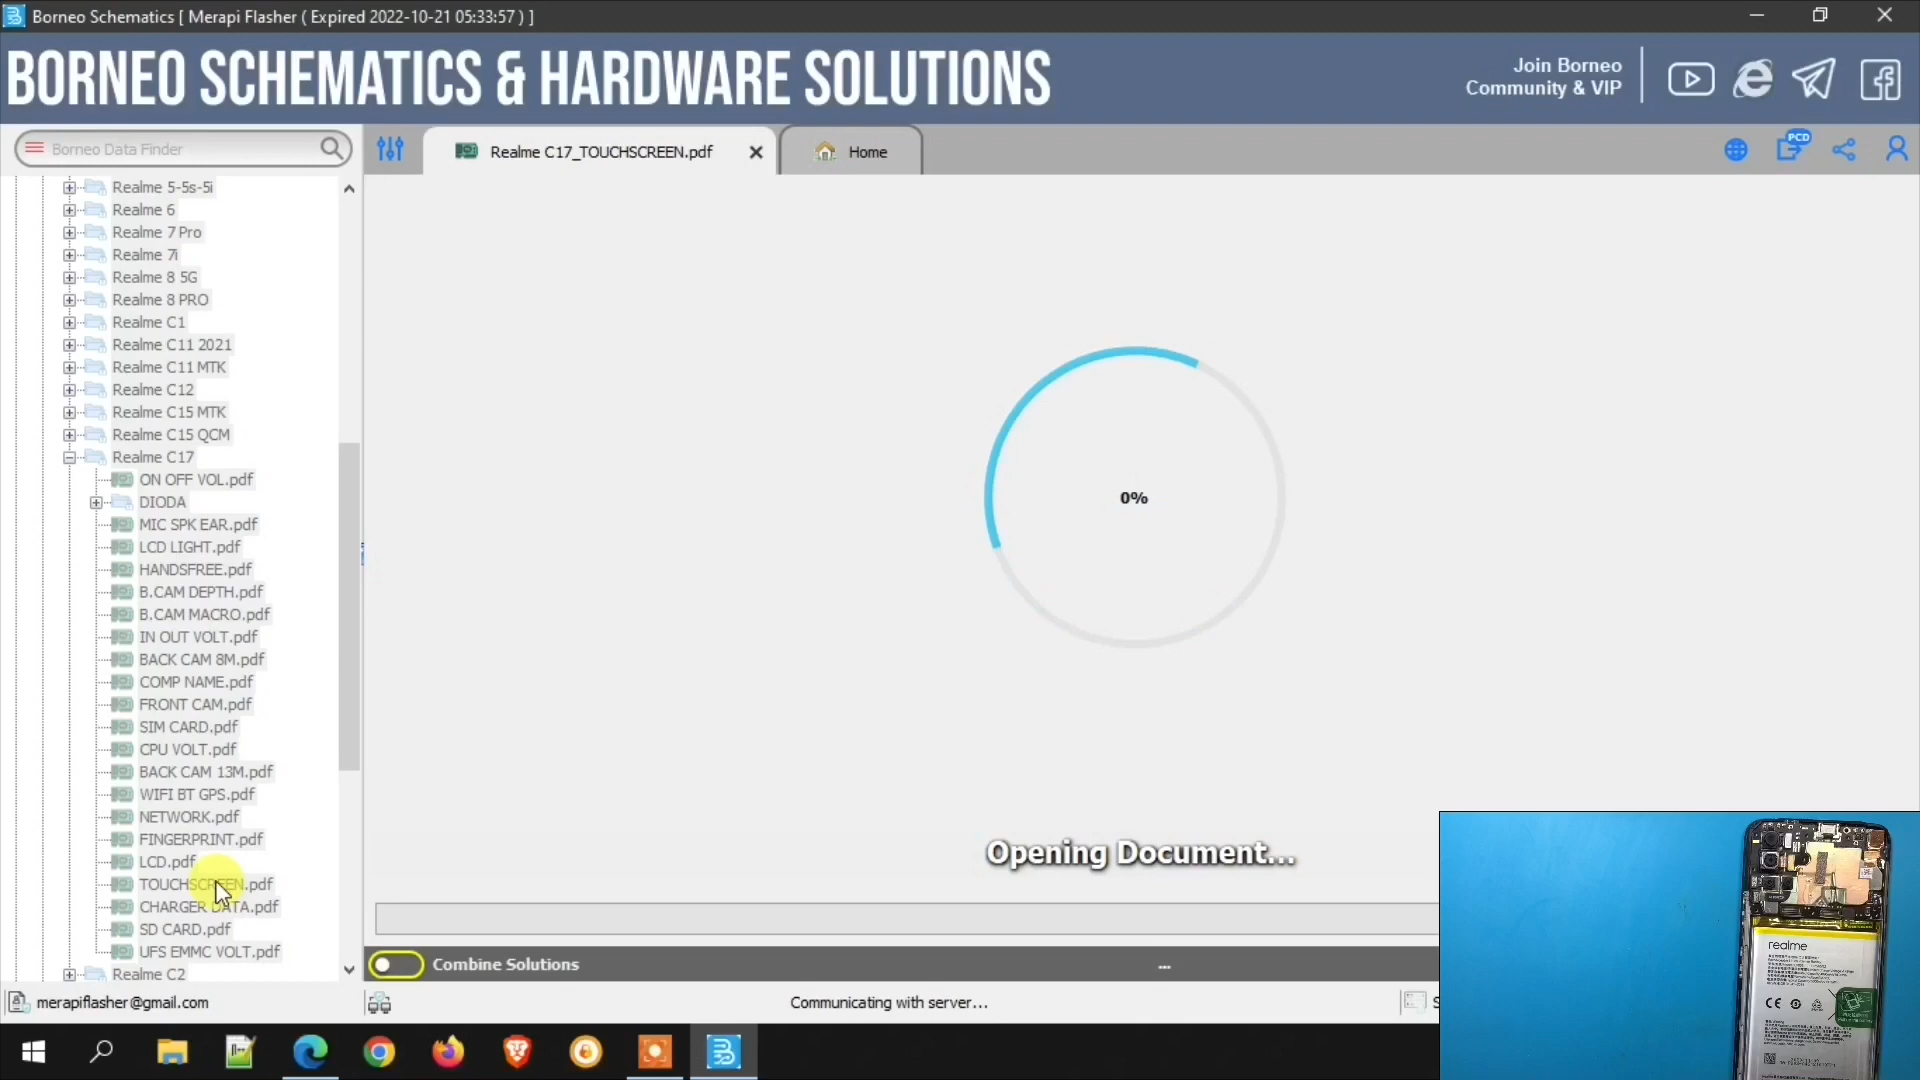 Borneo Schematics [ Merapi Flasher ( Expired 2022-10-21 05:33:57 ) ]
BORNEO SCHEMATICS & HARDWARE SOLUTIONS
Join Borneo
Community & VIP
Borneo Data Finder
Realme C17_TOUCHSCREEN.pdf
Home
PCD
Realme 5-5s-5i
Realme 6
Realme 7 Pro
Realme 7i
Realme 8 5G
Realme 8 PRO
Realme C1
Realme C11 2021
Realme C11 MTK
Realme C12
Realme C15 MTK
Realme C15 QCM
Realme C17
ON OFF VOL.pdf
DIODA
MIC SPK EAR.pdf
LCD LIGHT.pdf
HANDSFREE.pdf
B.CAM DEPTH.pdf
B.CAM MACRO.pdf
IN OUT VOLT.pdf
BACK CAM 8M.pdf
COMP NAME.pdf
FRONT CAM.pdf
SIM CARD.pdf
CPU VOLT.pdf
BACK CAM 13M.pdf
WIFI BT GPS.pdf
NETWORK.pdf
FINGERPRINT.pdf
LCD.pdf
TOUCHSCREEN.pdf
CHARGER DATA.pdf
SD CARD.pdf
UFS EMMC VOLT.pdf
Realme C2
0%
Opening Document...
Combine Solutions
...
merapiflasher@gmail.com
Communicating with server...
S
realme
CE